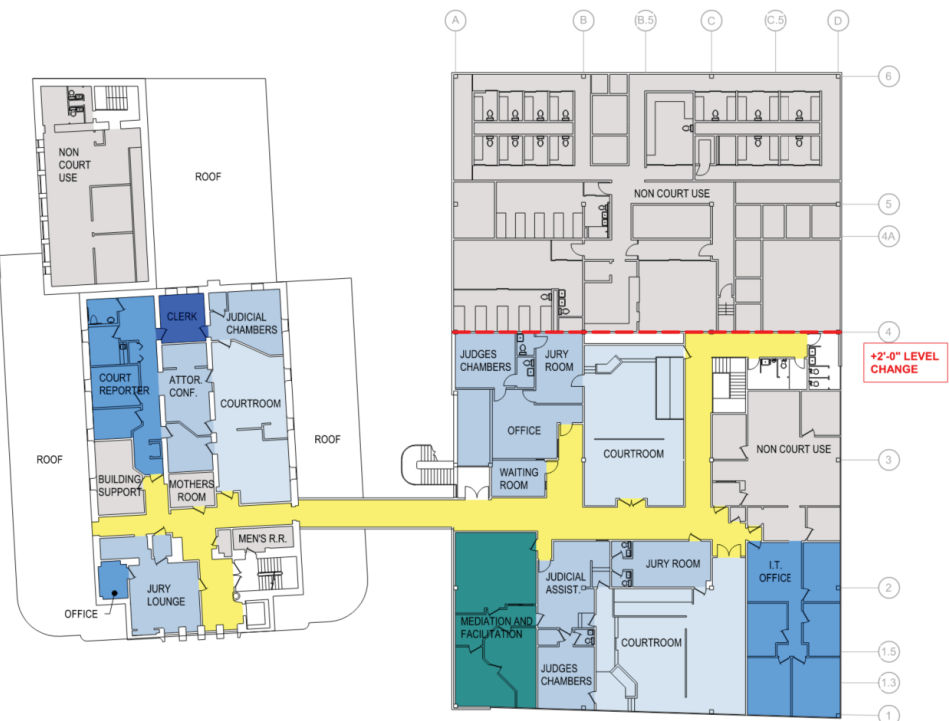 A
B
B.5
C
C.5
D
6
NON
COURT
USE
ROOF
NON COURT USE
5
4A
CLERK
JUDICIAL
CHAMBERS
4
+2'-0" LEVEL
CHANGE
JUDGES
CHAMBERS
JURY
ROOM
COURT
REPORTER
ATTOR.
CONF.
COURTROOM
OFFICE
ROOF
ROOF
COURTROOM
NON COURT USE
3
BUILDING
SUPPORT
MOTHERS
ROOM
WAITING
ROOM
MEN'S R.R.
JURY
LOUNGE
OFFICE
JUDICIAL
ASSIST.
JURY ROOM
I.T.
OFFICE
2
MEDIATION AND
FACILITATION
COURTROOM
1.5
JUDGES
CHAMBERS
1.3
1